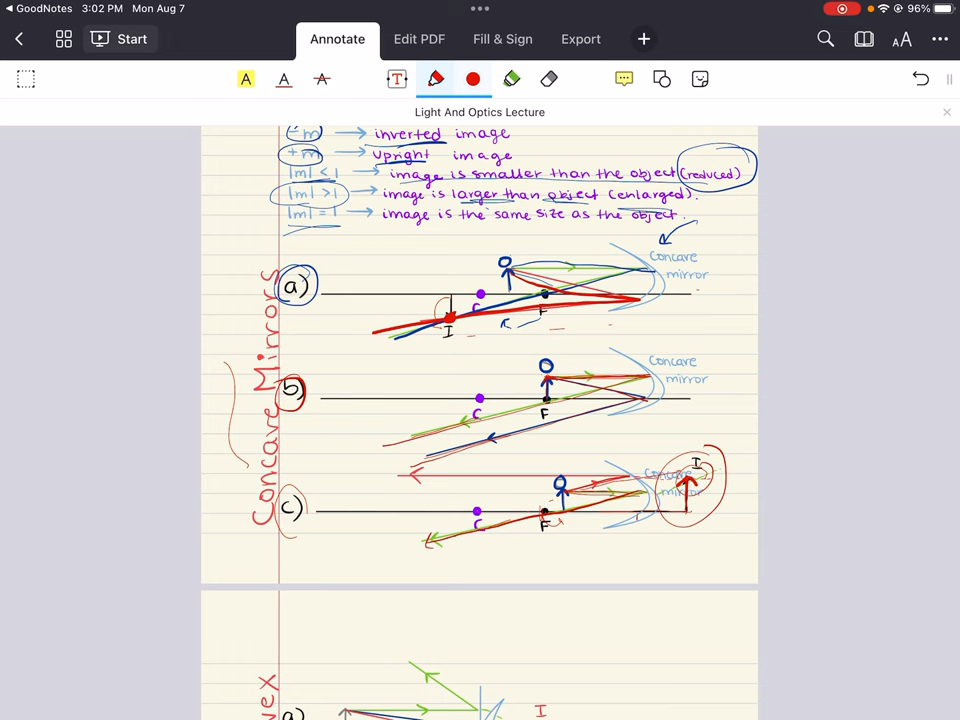 GoodNotes 3:02 PM Mon Aug 7 96%
Start Annotate Edit PDF Fill & Sign Export
Light And Optics Lecture
-m → inverted image
+m → upright image
|m| < 1 → image is smaller than the object (reduced)
|m| >1 → image is larger than object (enlarged).
|m| = 1 → image is the same size as the object.
Concave Mirrors
a)
O
C
F
I
Concave
mirror
b)
O
C
F
Concave
mirror
c)
O
C
F
I
Concave
mirror
a)
I